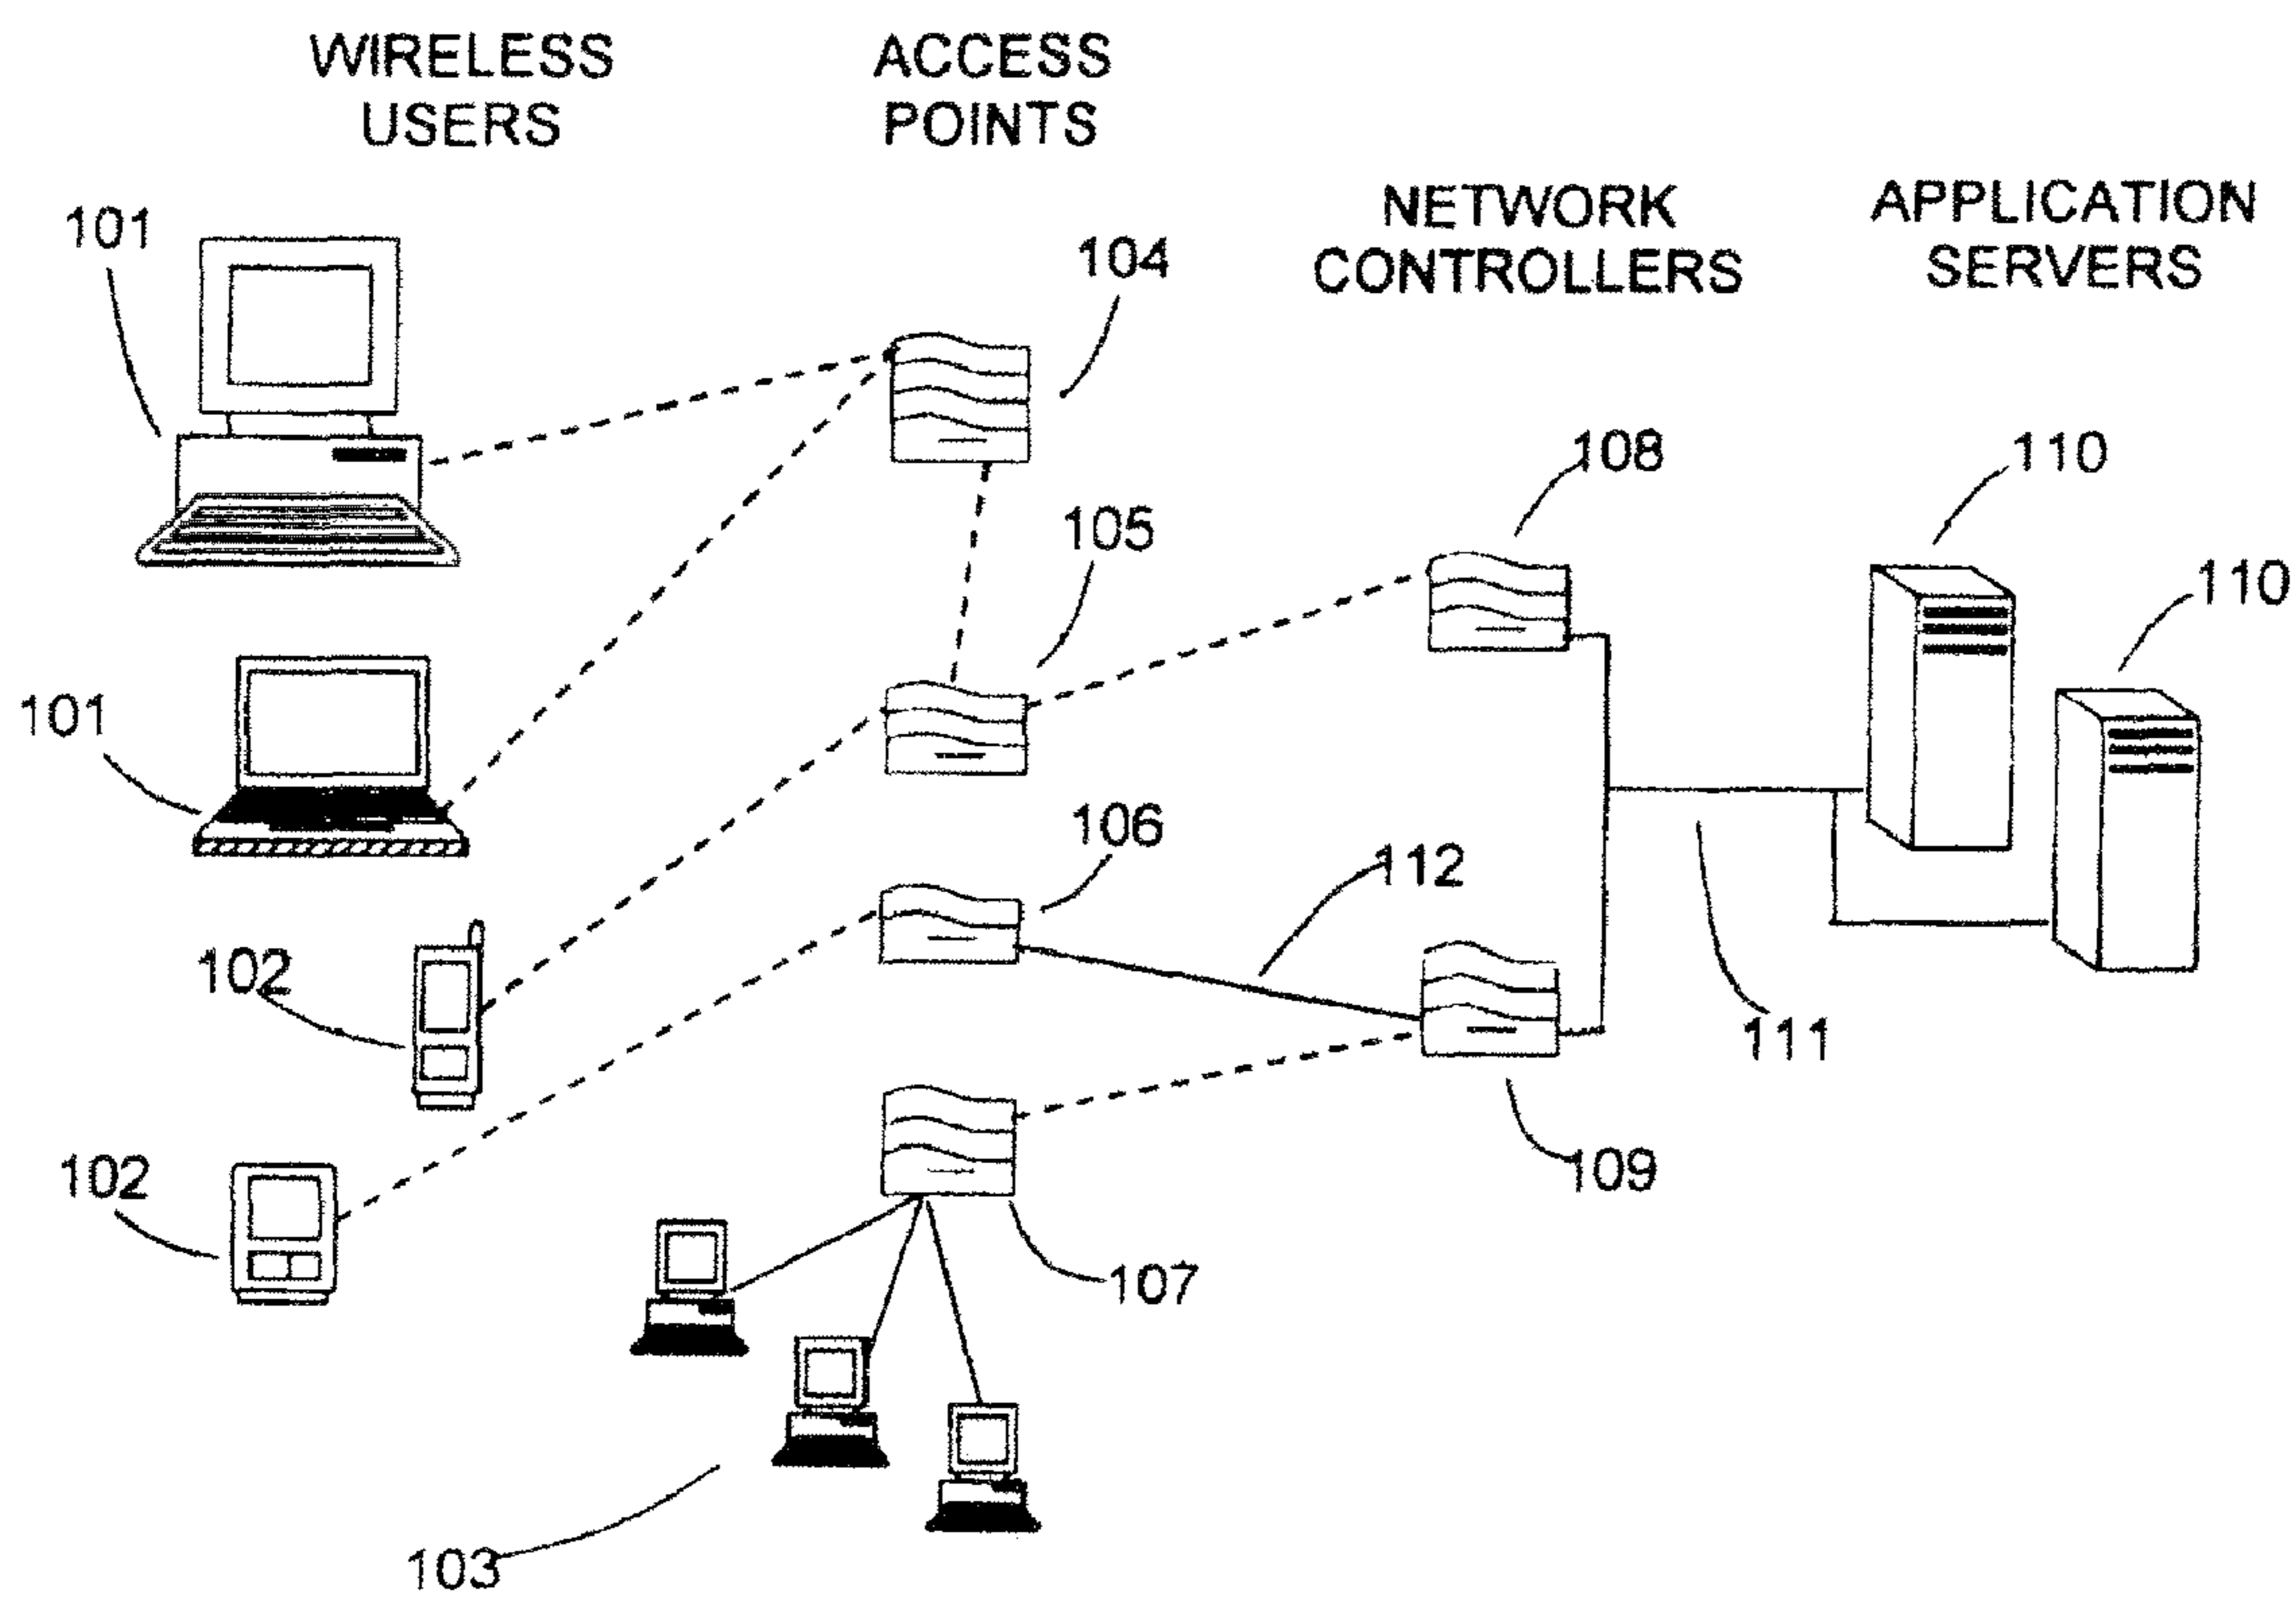 WIRELESS
USERS
ACCESS
POINTS
NETWORK
CONTROLLERS
APPLICATION
SERVERS
101
104
108
110
105
110
101
106
112
102
111
109
102
107
103